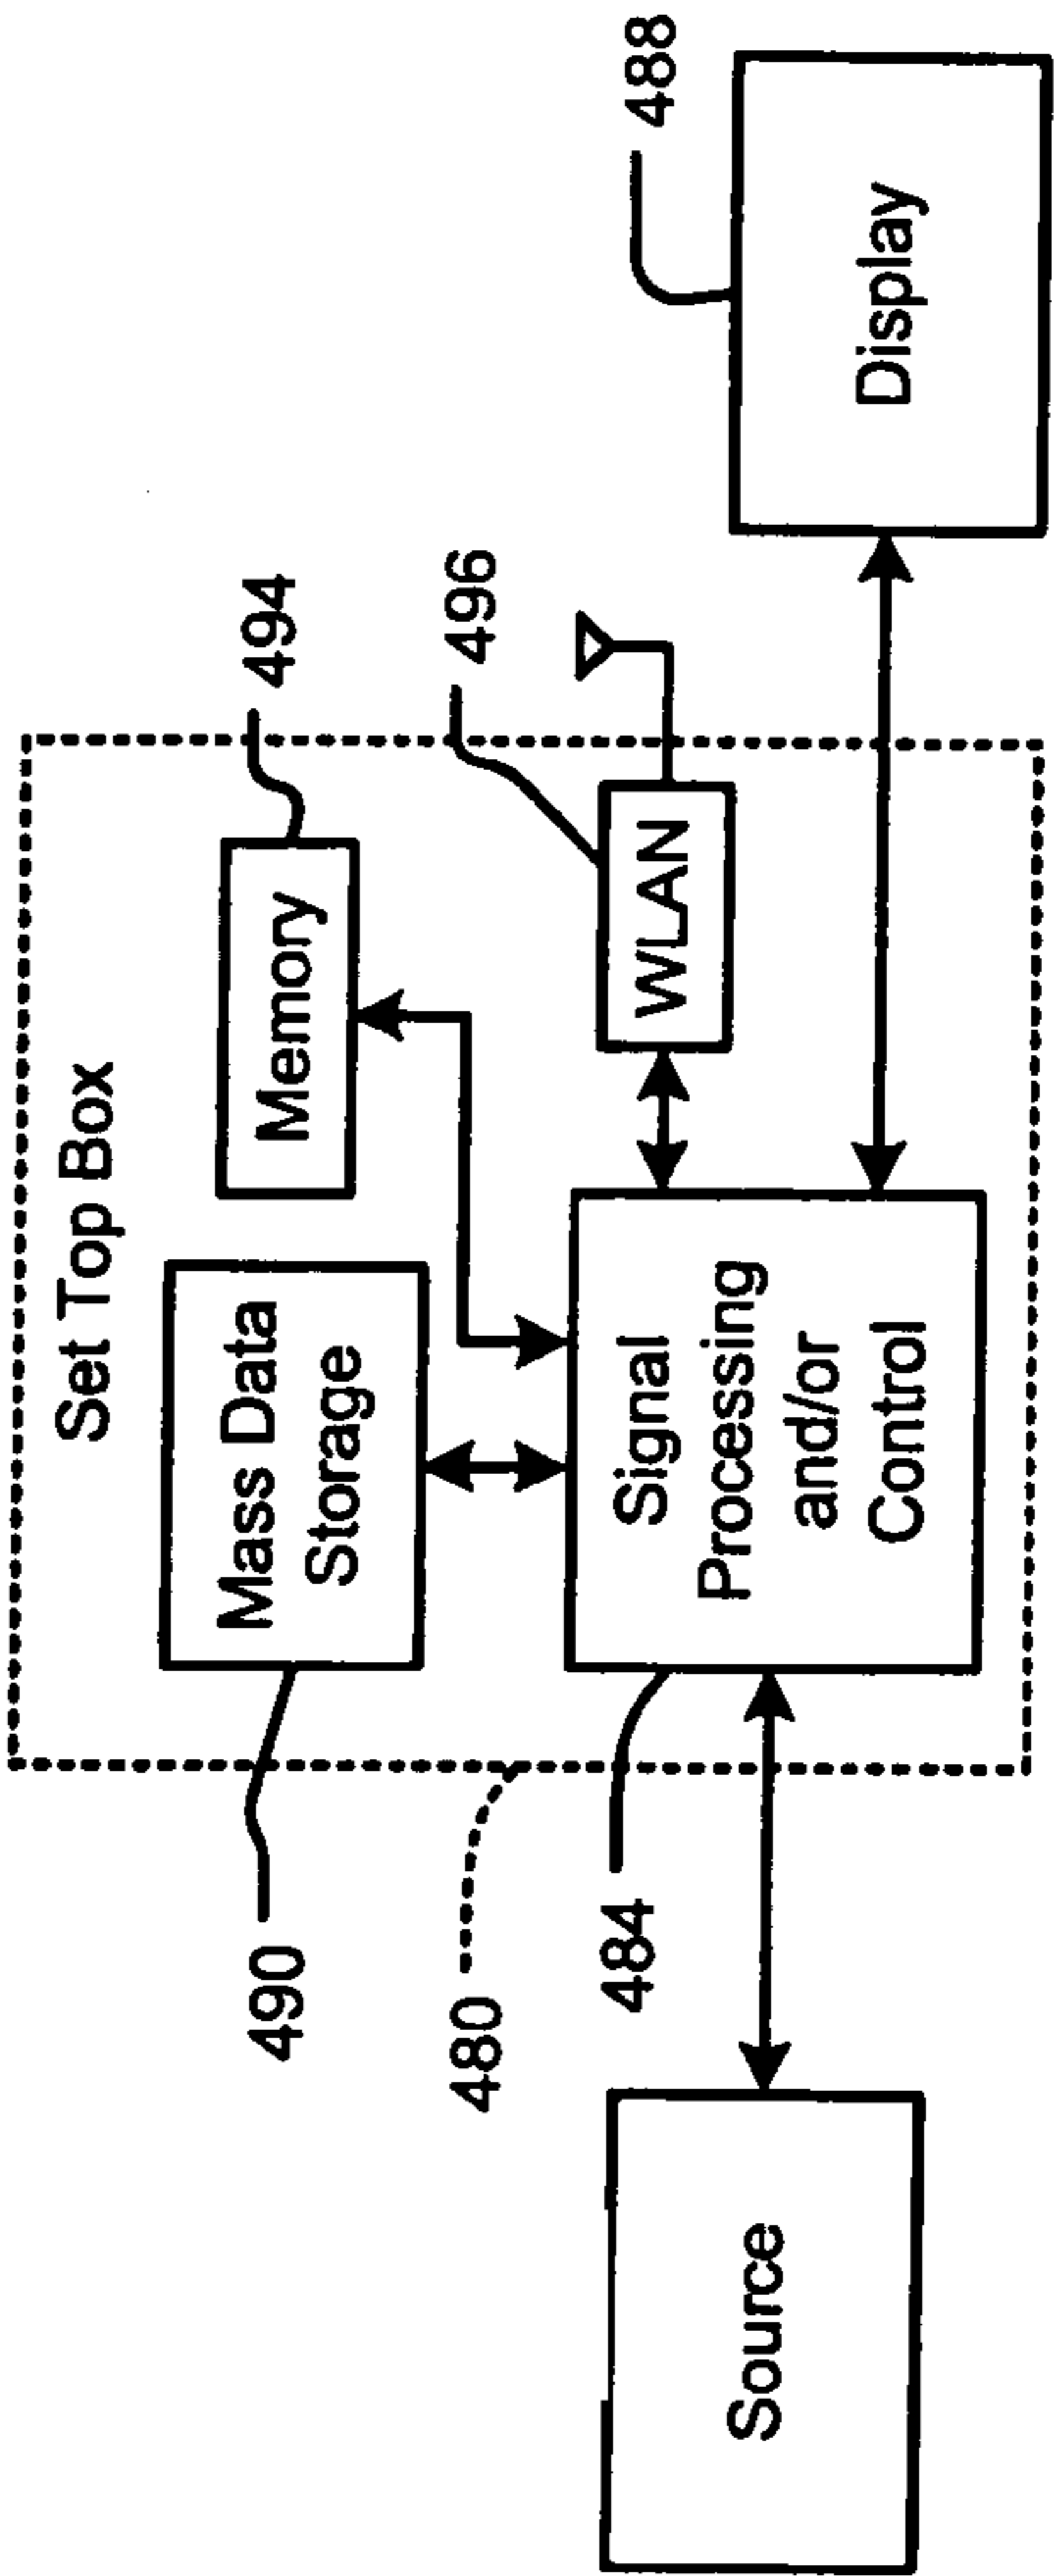 Set Top Box
490
Mass Data
Storage
Memory
494
480
496
484
Signal
Processing
and/or
Control
WLAN
488
Source
Display